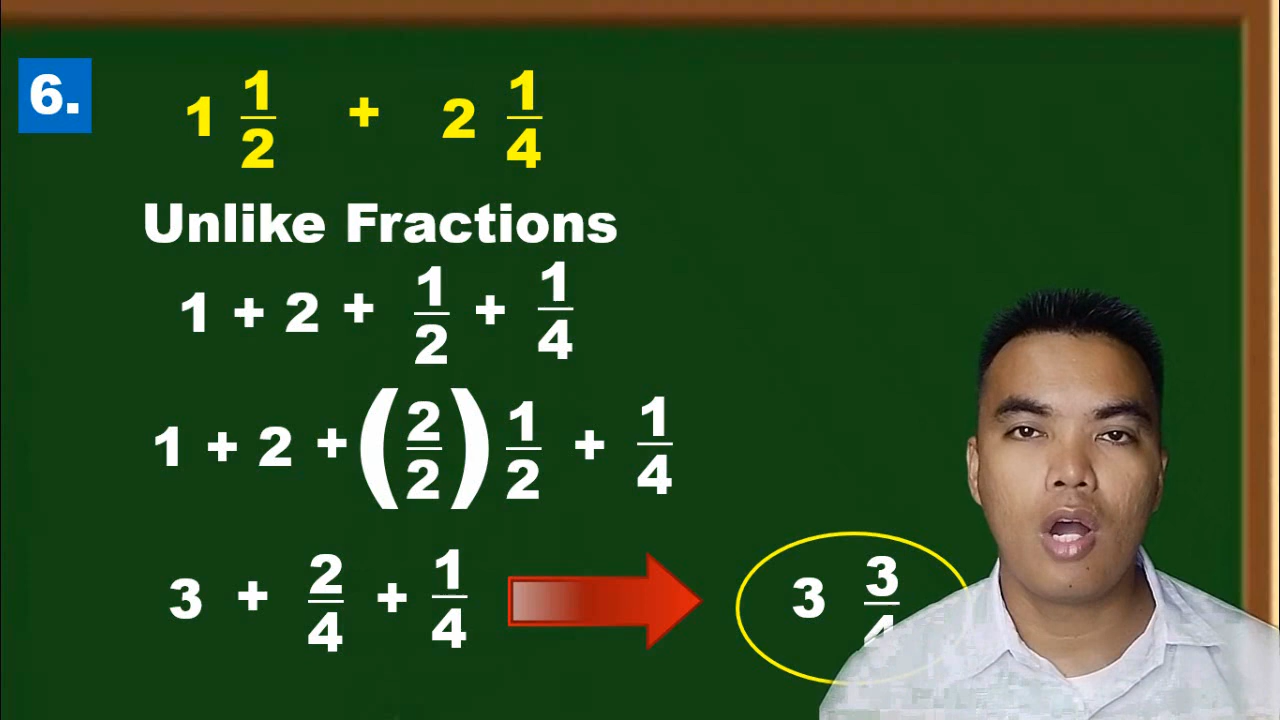 6. 1 1/2 + 2 1/4
Unlike Fractions
1 + 2 + 1/2 + 1/4
1 + 2 + (2/2) 1/2 + 1/4
3 + 2/4 + 1/4 3 3/4